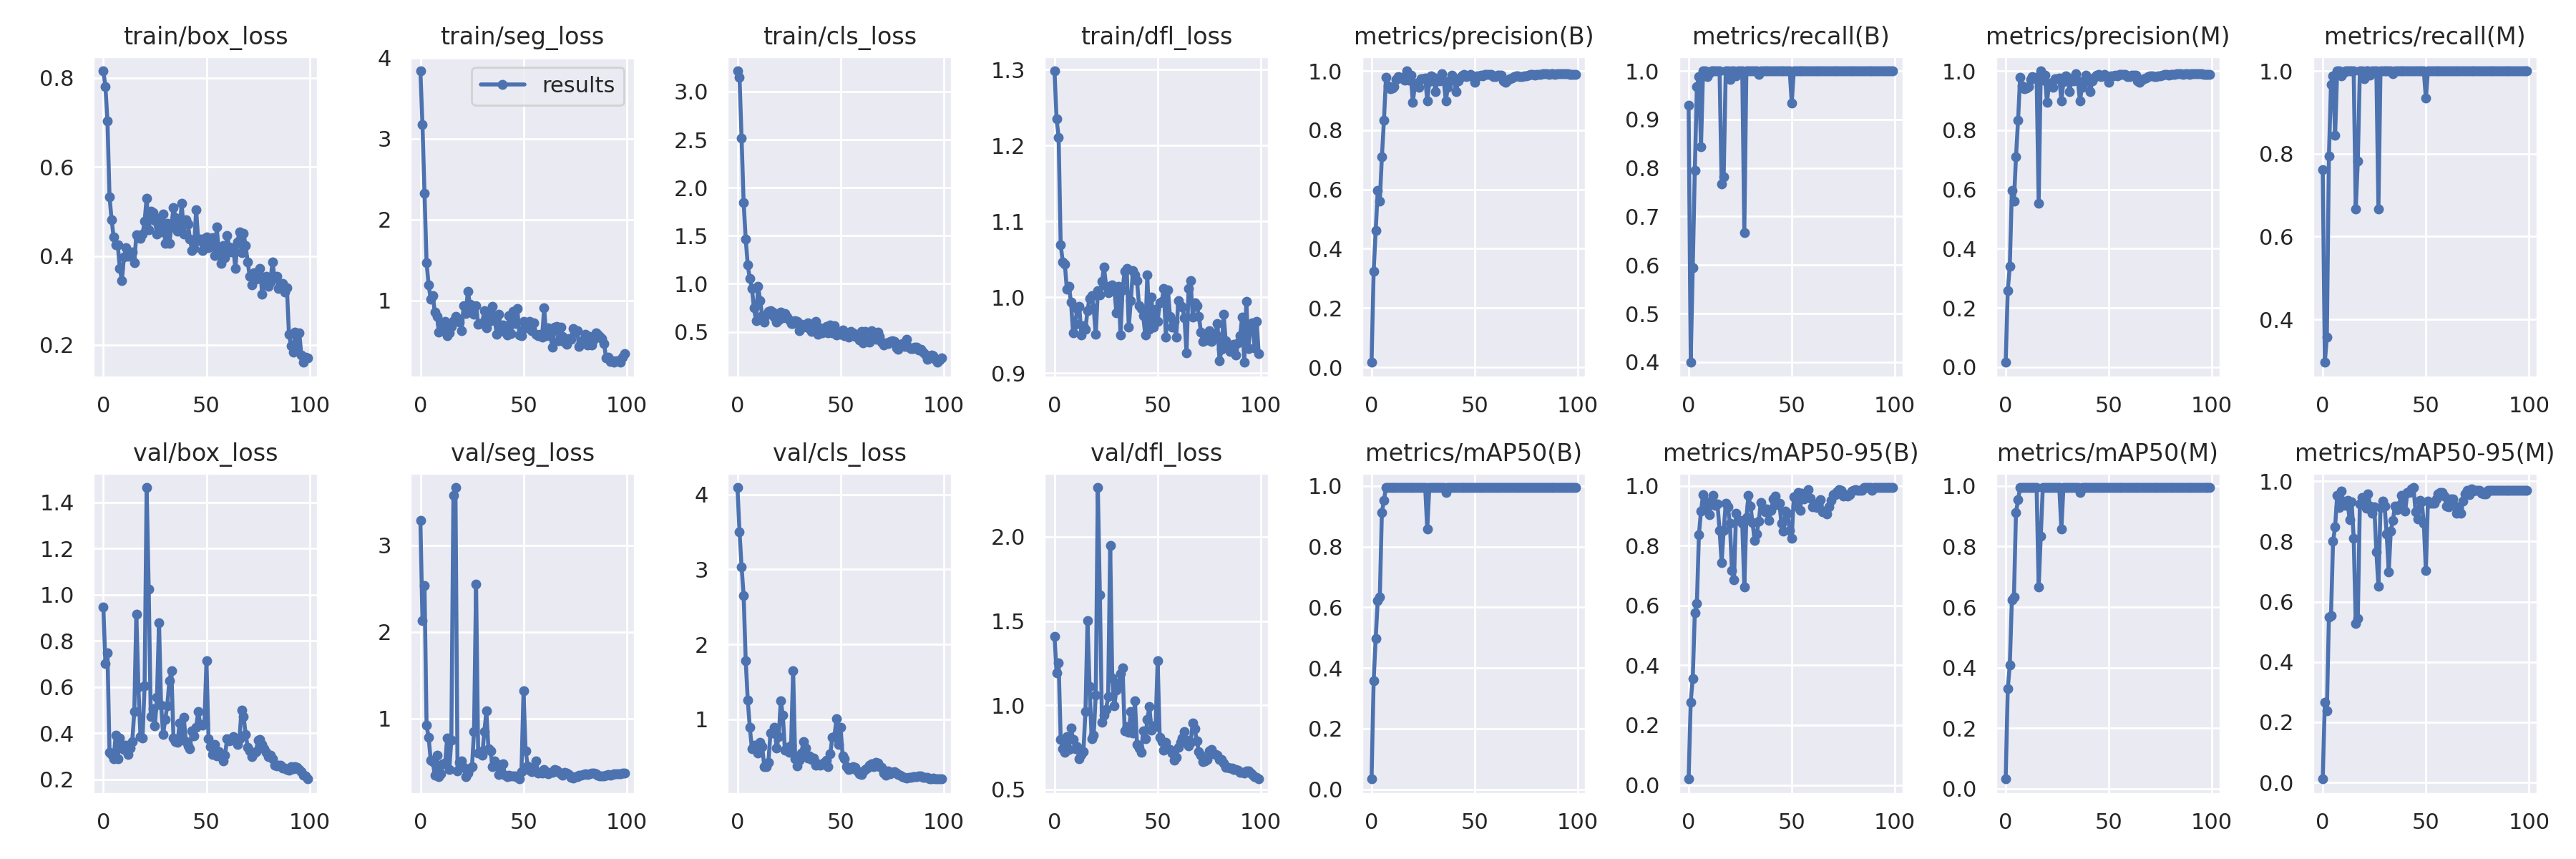 train/box_loss
train/seg_loss
train/cls_loss
train/dfl_loss
metrics/precision(B)
metrics/recall(B)
metrics/precision(M)
metrics/recall(M)
0.8
0.6
0.4
0.2
0 50 100
4
3
2
1
results
0 50 100
3.0
2.5
2.0
1.5
1.0
0.5
0 50 100
1.3
1.2
1.1
1.0
0.9
0 50 100
1.0
0.8
0.6
0.4
0.2
0.0
0 50 100
1.0
0.9
0.8
0.7
0.6
0.5
0.4
0 50 100
1.0
0.8
0.6
0.4
0.2
0.0
0 50 100
1.0
0.8
0.6
0.4
0 50 100
val/box_loss
val/seg_loss
val/cls_loss
val/dfl_loss
metrics/mAP50(B)
metrics/mAP50-95(B)
metrics/mAP50(M)
metrics/mAP50-95(M)
1.4
1.2
1.0
0.8
0.6
0.4
0.2
0 50 100
3
2
1
0 50 100
4
3
2
1
0 50 100
2.0
1.5
1.0
0.5
0 50 100
1.0
0.8
0.6
0.4
0.2
0.0
0 50 100
1.0
0.8
0.6
0.4
0.2
0.0
0 50 100
1.0
0.8
0.6
0.4
0.2
0.0
0 50 100
1.0
0.8
0.6
0.4
0.2
0.0
0 50 100